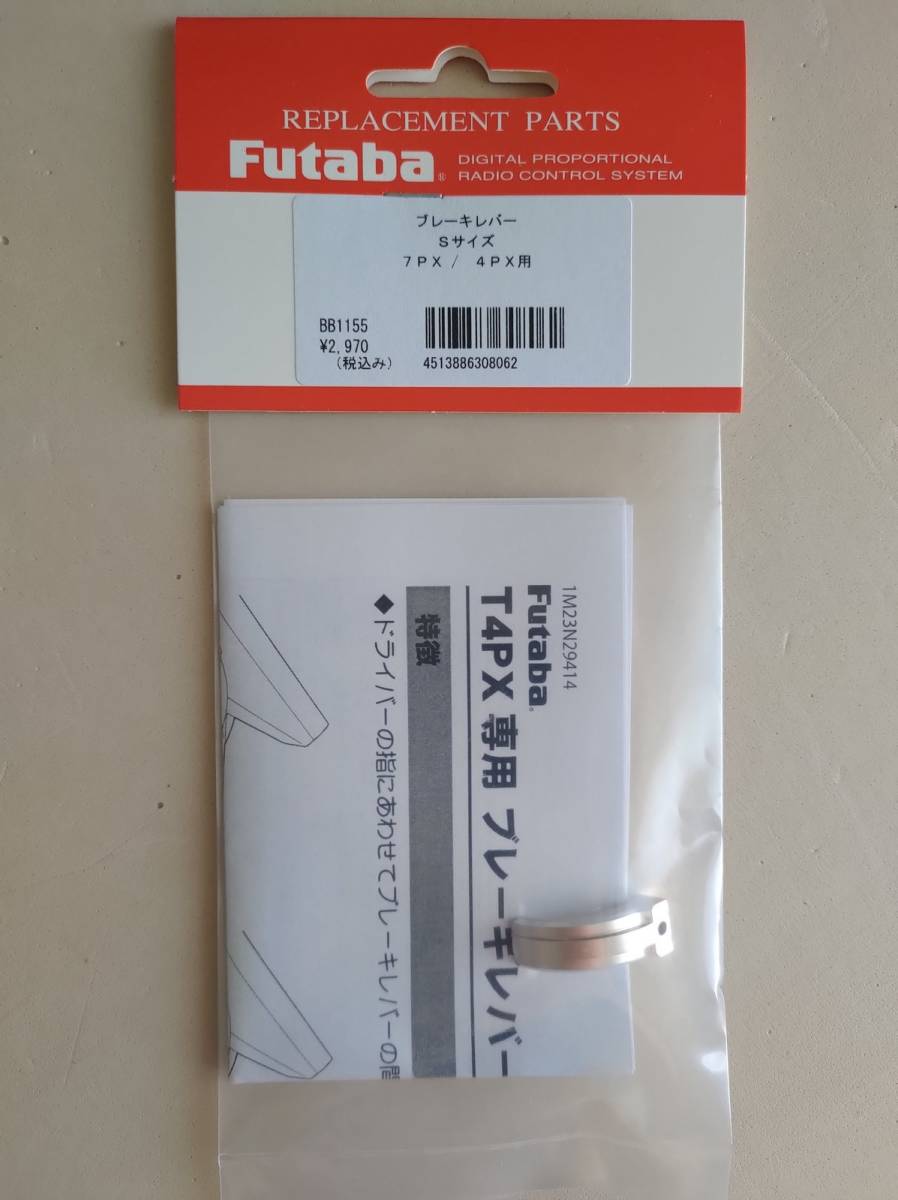 REPLACEMENT PARTS
Futaba®
DIGITAL PROPORTIONAL
RADIO CONTROL SYSTEM
ブレーキレバー
Sサイズ
7PX / 4PX用
BB1155
¥2,970
(税込み)
4513886308062
1M23N29414
Futaba®
T4PX 専用 ブレーキレバー
特徴
◆ドライバーの指にあわせてブレーキレバーの間